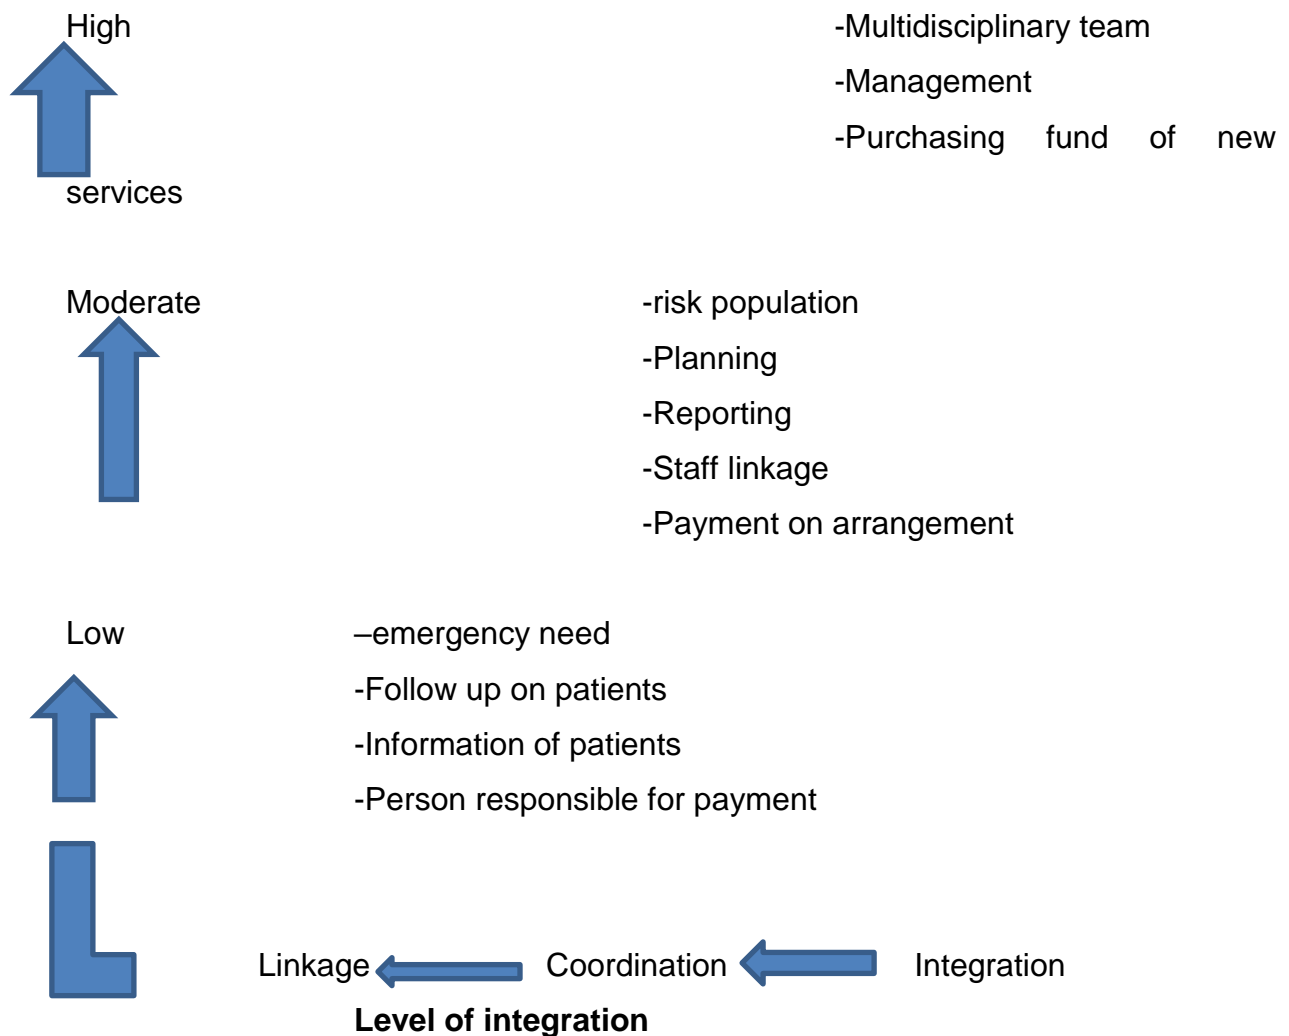 High -Multidisciplinary team
-Management
-Purchasing fund of new
services
Moderate -risk population
-Planning
-Reporting
-Staff linkage
-Payment on arrangement
Low –emergency need
-Follow up on patients
-Information of patients
-Person responsible for payment
Linkage Coordination Integration
Level of integration